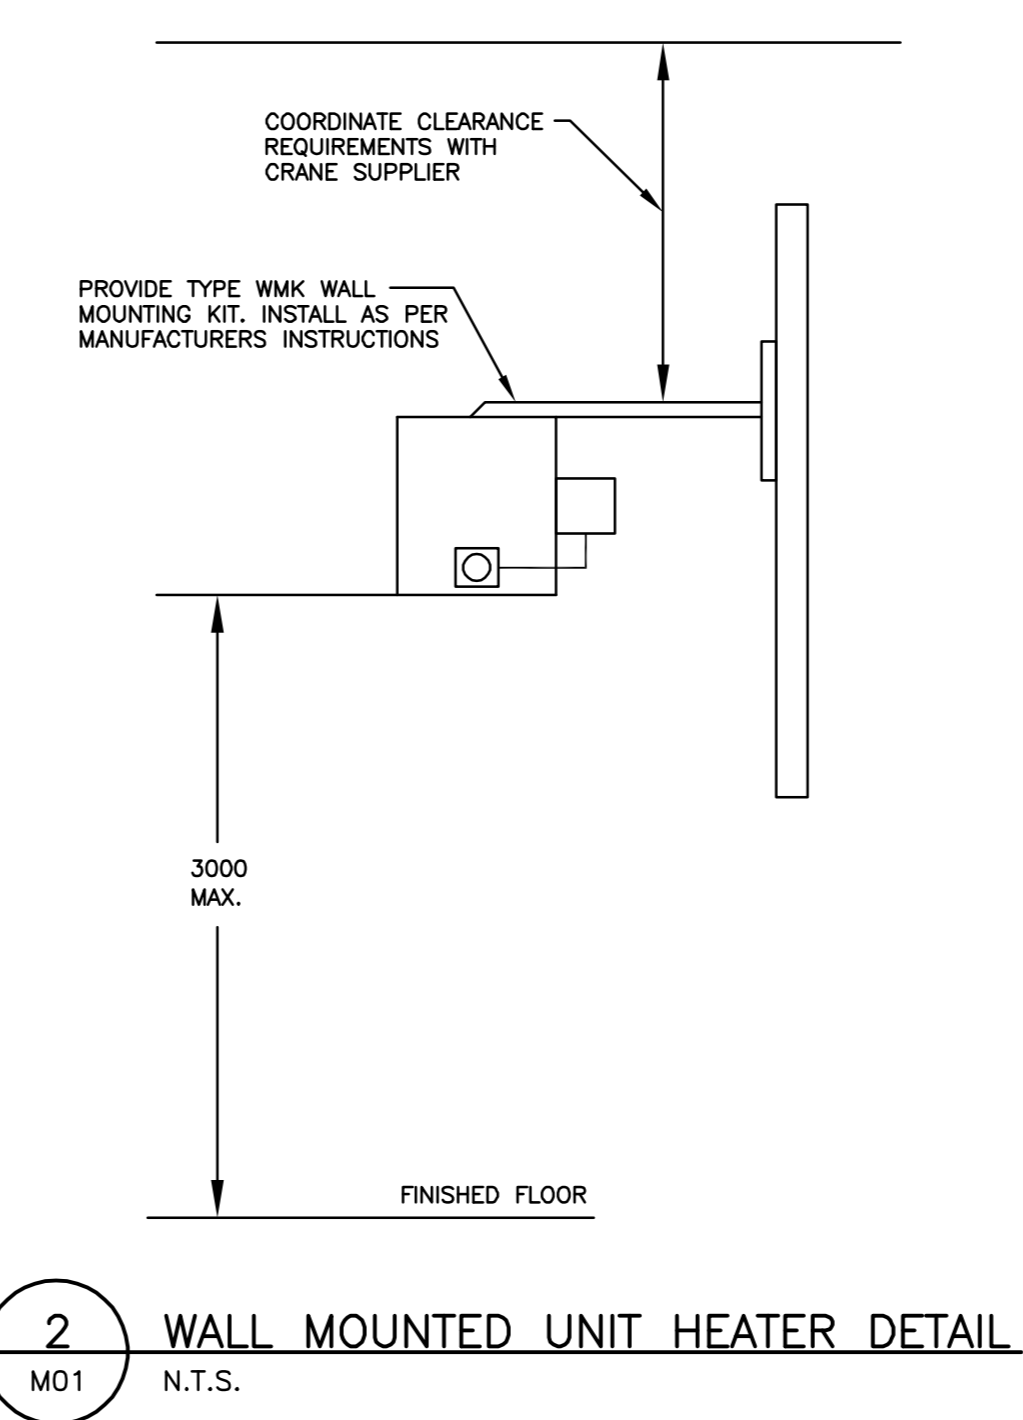 COORDINATE CLEARANCE
REQUIREMENTS WITH
CRANE SUPPLIER
PROVIDE TYPE WMK WALL
MOUNTING KIT. INSTALL AS PER
MANUFACTURERS INSTRUCTIONS
3000
MAX.
FINISHED FLOOR
2
WALL MOUNTED UNIT HEATER DETAIL
M01
N.T.S.